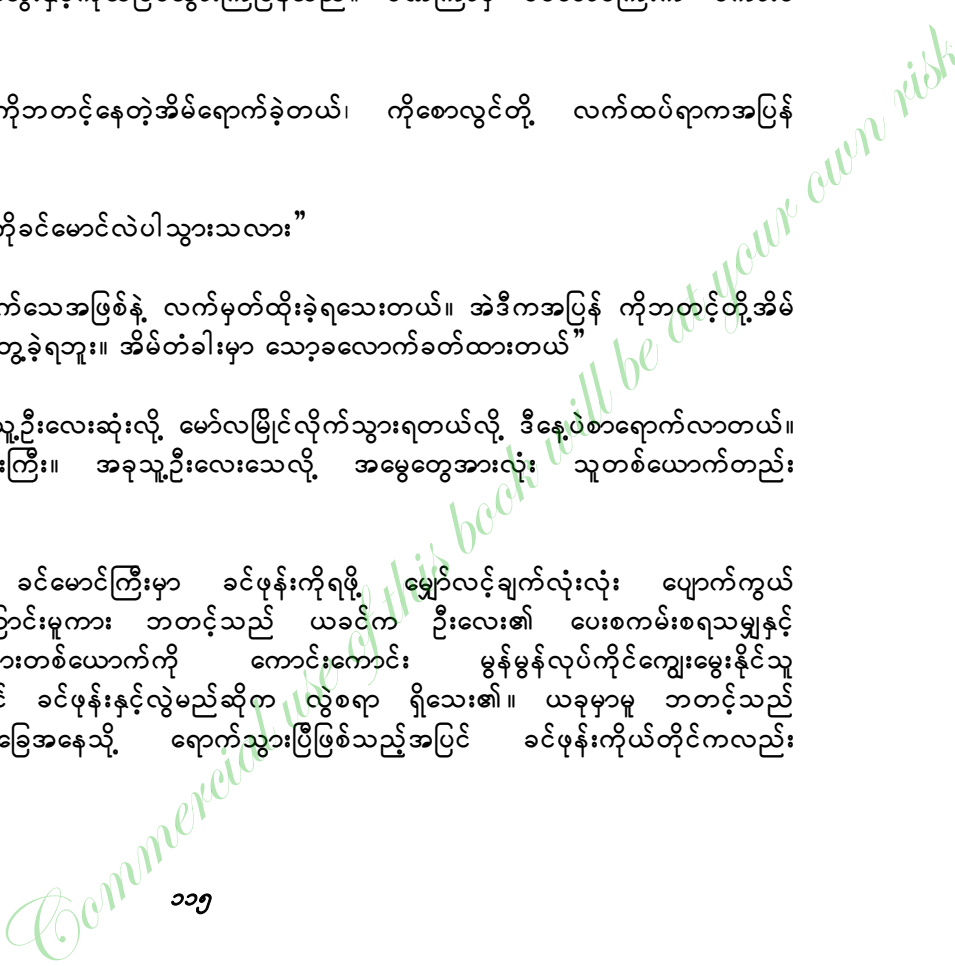 ကိုဘတင့်နေတဲ့အိမ်ရောက်ခဲ့တယ်၊ ကိုစောလွင်တို့ လက်ထပ်ရာကအပြန်
ကိုခင်မောင်လဲပါသွားသလား”
က်သေအဖြစ်နဲ့ လက်မှတ်ထိုးခဲ့ရသေးတယ်။ အဲဒီကအပြန် ကိုဘတင့်တို့အိမ်
တွေ့ခဲ့ရဘူး။ အိမ်တံခါးမှာ သော့ခလောက်ခတ်ထားတယ်”
သူ့ဦးလေးဆုံးလို့ မော်လမြိုင်လိုက်သွားရတယ်လို့ ဒီနေ့ပဲစာရောက်လာတယ်။
းကြီး။ အခုသူ့ဦးလေးသေလို့ အမွေတွေအားလုံး သူတစ်ယောက်တည်း
ခင်မောင်ကြီးမှာ ခင်ဖုန်းကိုရဖို့ မျှော်လင့်ချက်လုံးလုံး ပျောက်ကွယ်
ကြာင်းမူကား ဘတင့်သည် ယခင်က ဦးလေး၏ ပေးစကမ်းစရသမျှနှင့်
းတစ်ယောက်ကို ကောင်းကောင်း မွန်မွန်လုပ်ကိုင်ကျွေးမွေးနိုင်သူ
င် ခင်ဖုန်းနှင့်လွဲမည်ဆိုက လွဲစရာ ရှိသေး၏။ ယခုမှာမူ ဘတင့်သည်
ခြေအနေသို့ ရောက်သွားပြီဖြစ်သည့်အပြင် ခင်ဖုန်းကိုယ်တိုင်ကလည်း
၁၁၅
Commercial use of this book will be at your own risk